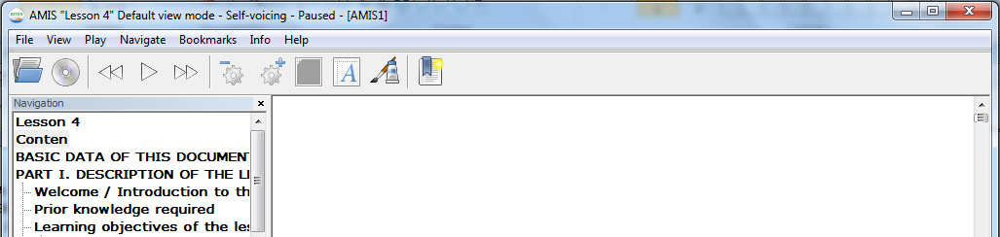 AMIS "Lesson 4" Default view mode - Self-voicing - Paused - [AMIS1]
File View Play Navigate Bookmarks Info Help
A
Navigation
Lesson 4
Conten
BASIC DATA OF THIS DOCUMENT
PART I. DESCRIPTION OF THE LE
Welcome / Introduction to th
Prior knowledge required
Learning objectives of the les